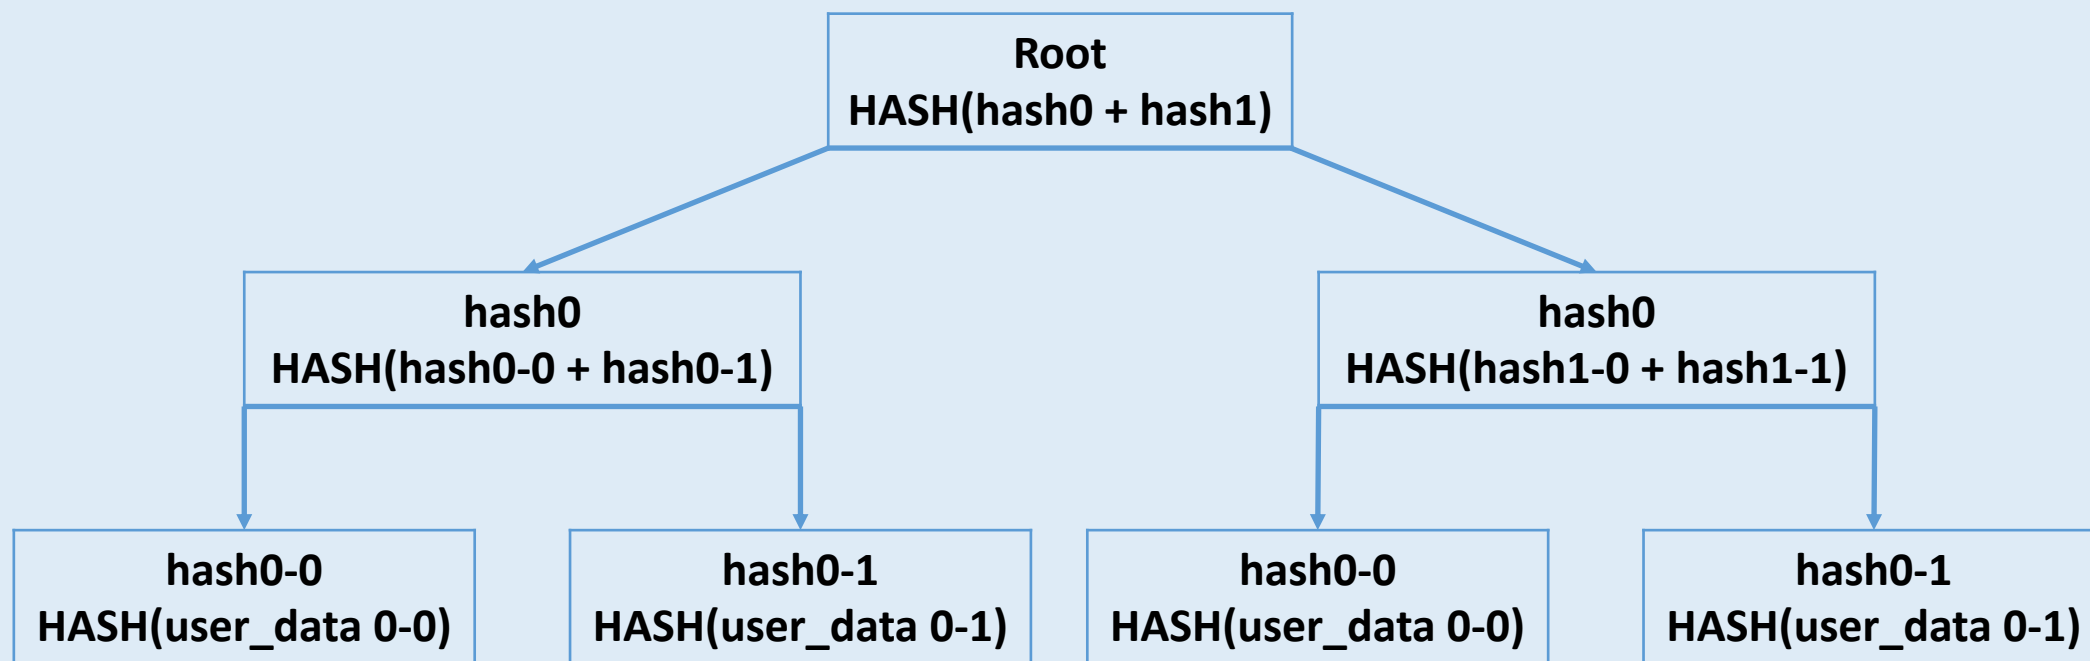 Root
HASH(hash0 + hash1)
hash0
HASH(hash0-0 + hash0-1)
hash0
HASH(hash1-0 + hash1-1)
hash0-0
HASH(user_data 0-0)
hash0-1
HASH(user_data 0-1)
hash0-0
HASH(user_data 0-0)
hash0-1
HASH(user_data 0-1)